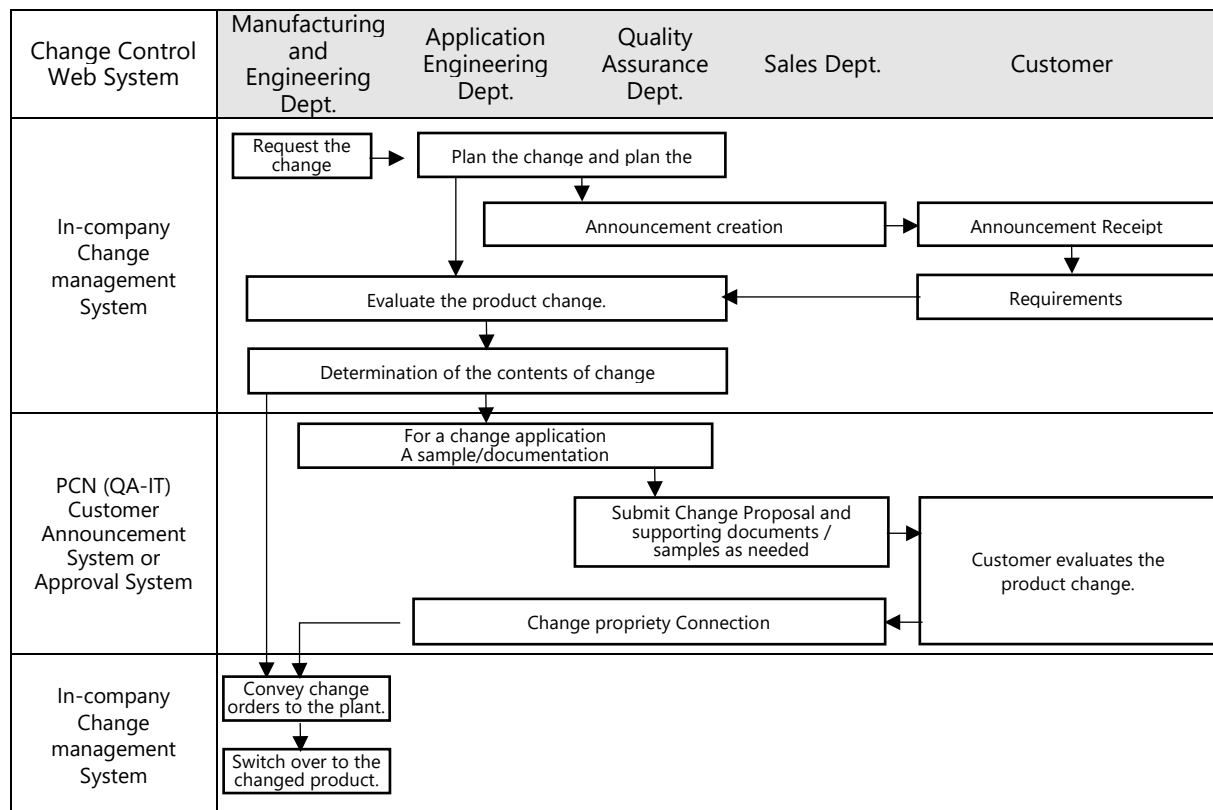 Change Control
Web System
Manufacturing
and
Engineering
Dept.
Application
Engineering
Dept.
Quality
Assurance
Dept.
Sales Dept.
Customer
In-company
Change
management
System
Request the
change
Plan the change and plan the
Announcement creation
Announcement Receipt
Evaluate the product change.
Requirements
Determination of the contents of change
PCN (QA-IT)
Customer
Announcement
System or
Approval System
For a change application
A sample/documentation
Submit Change Proposal and
supporting documents /
samples as needed
Customer evaluates the
product change.
Change propriety Connection
In-company
Change
management
System
Convey change
orders to the plant.
Switch over to the
changed product.